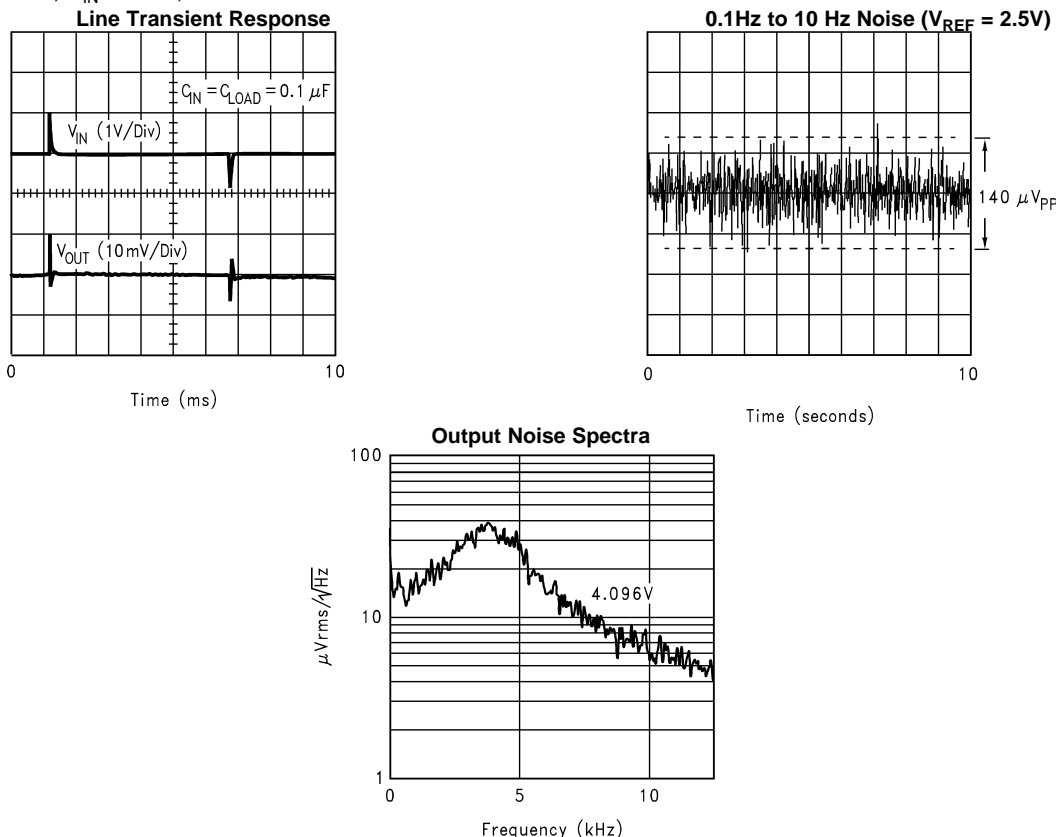 Line Transient Response
C_IN = C_LOAD = 0.1 μF
V_IN (1V/Div)
V_OUT (10mV/Div)
0 10
Time (ms)
0.1Hz to 10 Hz Noise (V_REF = 2.5V)
140 μV_PP
0 10
Time (seconds)
Output Noise Spectra
100
10
1
μVrms/√Hz
4.096V
0 5 10
Frequency (kHz)